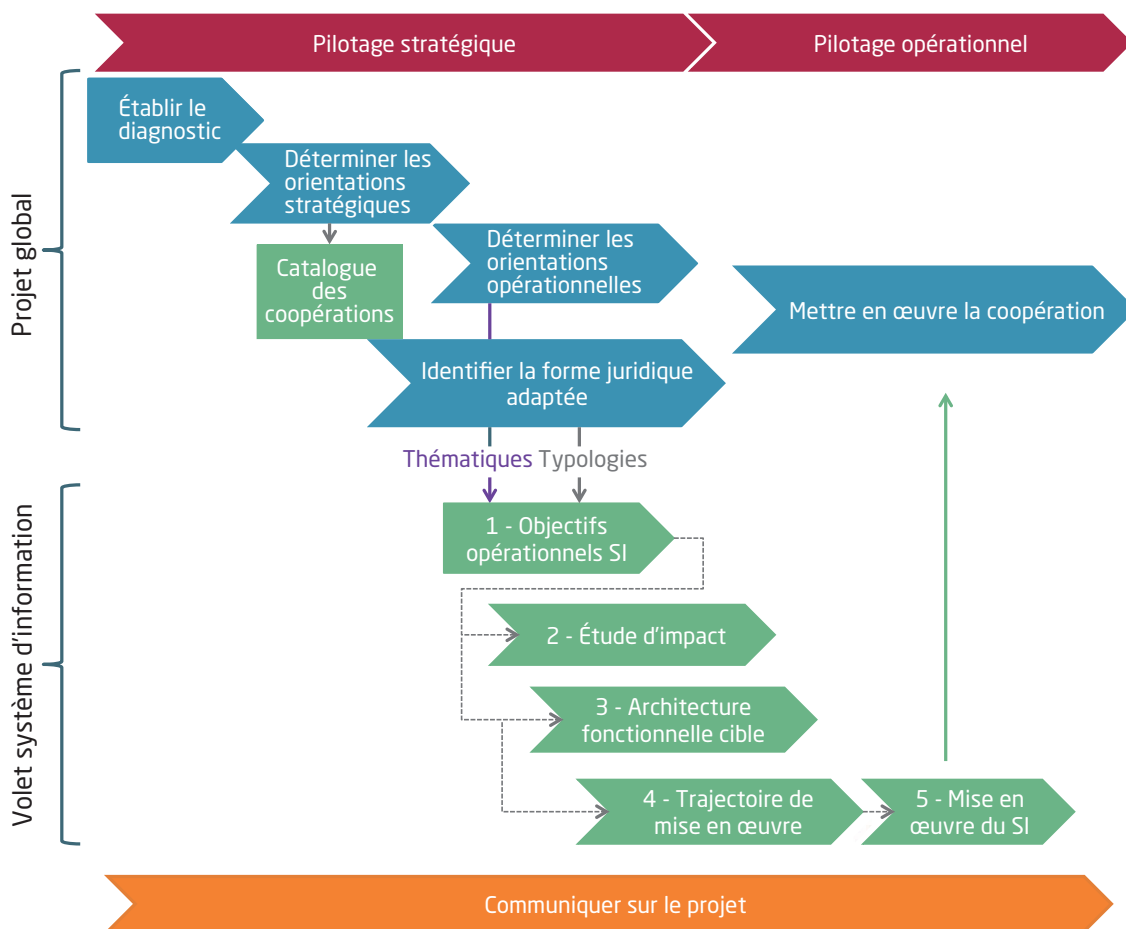 Pilotage stratégique
Pilotage opérationnel
Projet global
Établir le
diagnostic
Déterminer les
orientations
stratégiques
Catalogue
des
coopérations
Déterminer les
orientations
opérationnelles
Mettre en œuvre la coopération
Identifier la forme juridique
adaptée
Thématiques
Typologies
Volet système d'information
1 - Objectifs
opérationnels SI
2 - Étude d'impact
3 - Architecture
fonctionnelle cible
4 - Trajectoire de
mise en œuvre
5 - Mise en
œuvre du SI
Communiquer sur le projet